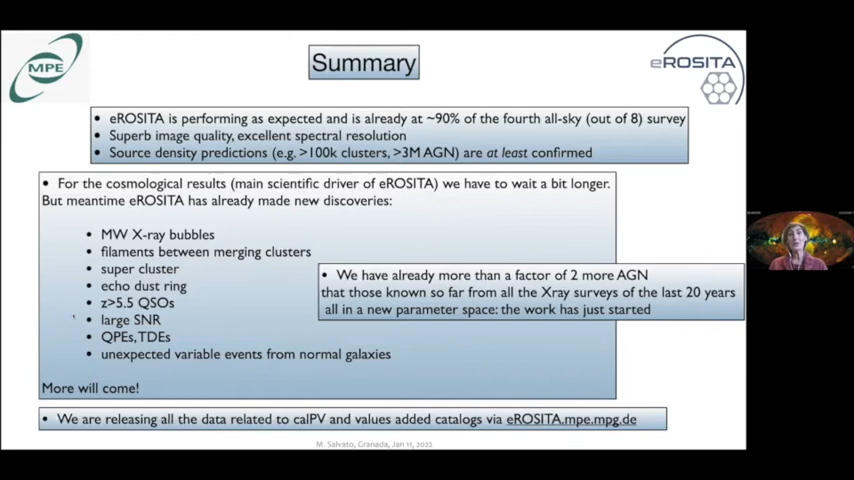 MPE
Summary
eROSITA
• eROSITA is performing as expected and is already at ~90% of the fourth all-sky (out of 8) survey
• Superb image quality, excellent spectral resolution
• Source density predictions (e.g. >100k clusters, >3M AGN) are at least confirmed
• For the cosmological results (main scientific driver of eROSITA) we have to wait a bit longer.
But meantime eROSITA has already made new discoveries:
• MW X-ray bubbles
• filaments between merging clusters
• super cluster
• echo dust ring
• z>5.5 QSOs
• large SNR
• QPEs, TDEs
• unexpected variable events from normal galaxies
More will come!
• We have already more than a factor of 2 more AGN
that those known so far from all the Xray surveys of the last 20 years
all in a new parameter space: the work has just started
• We are releasing all the data related to calPV and values added catalogs via eROSITA.mpe.mpg.de
M. Salvato, Granada, Jan 11, 2022